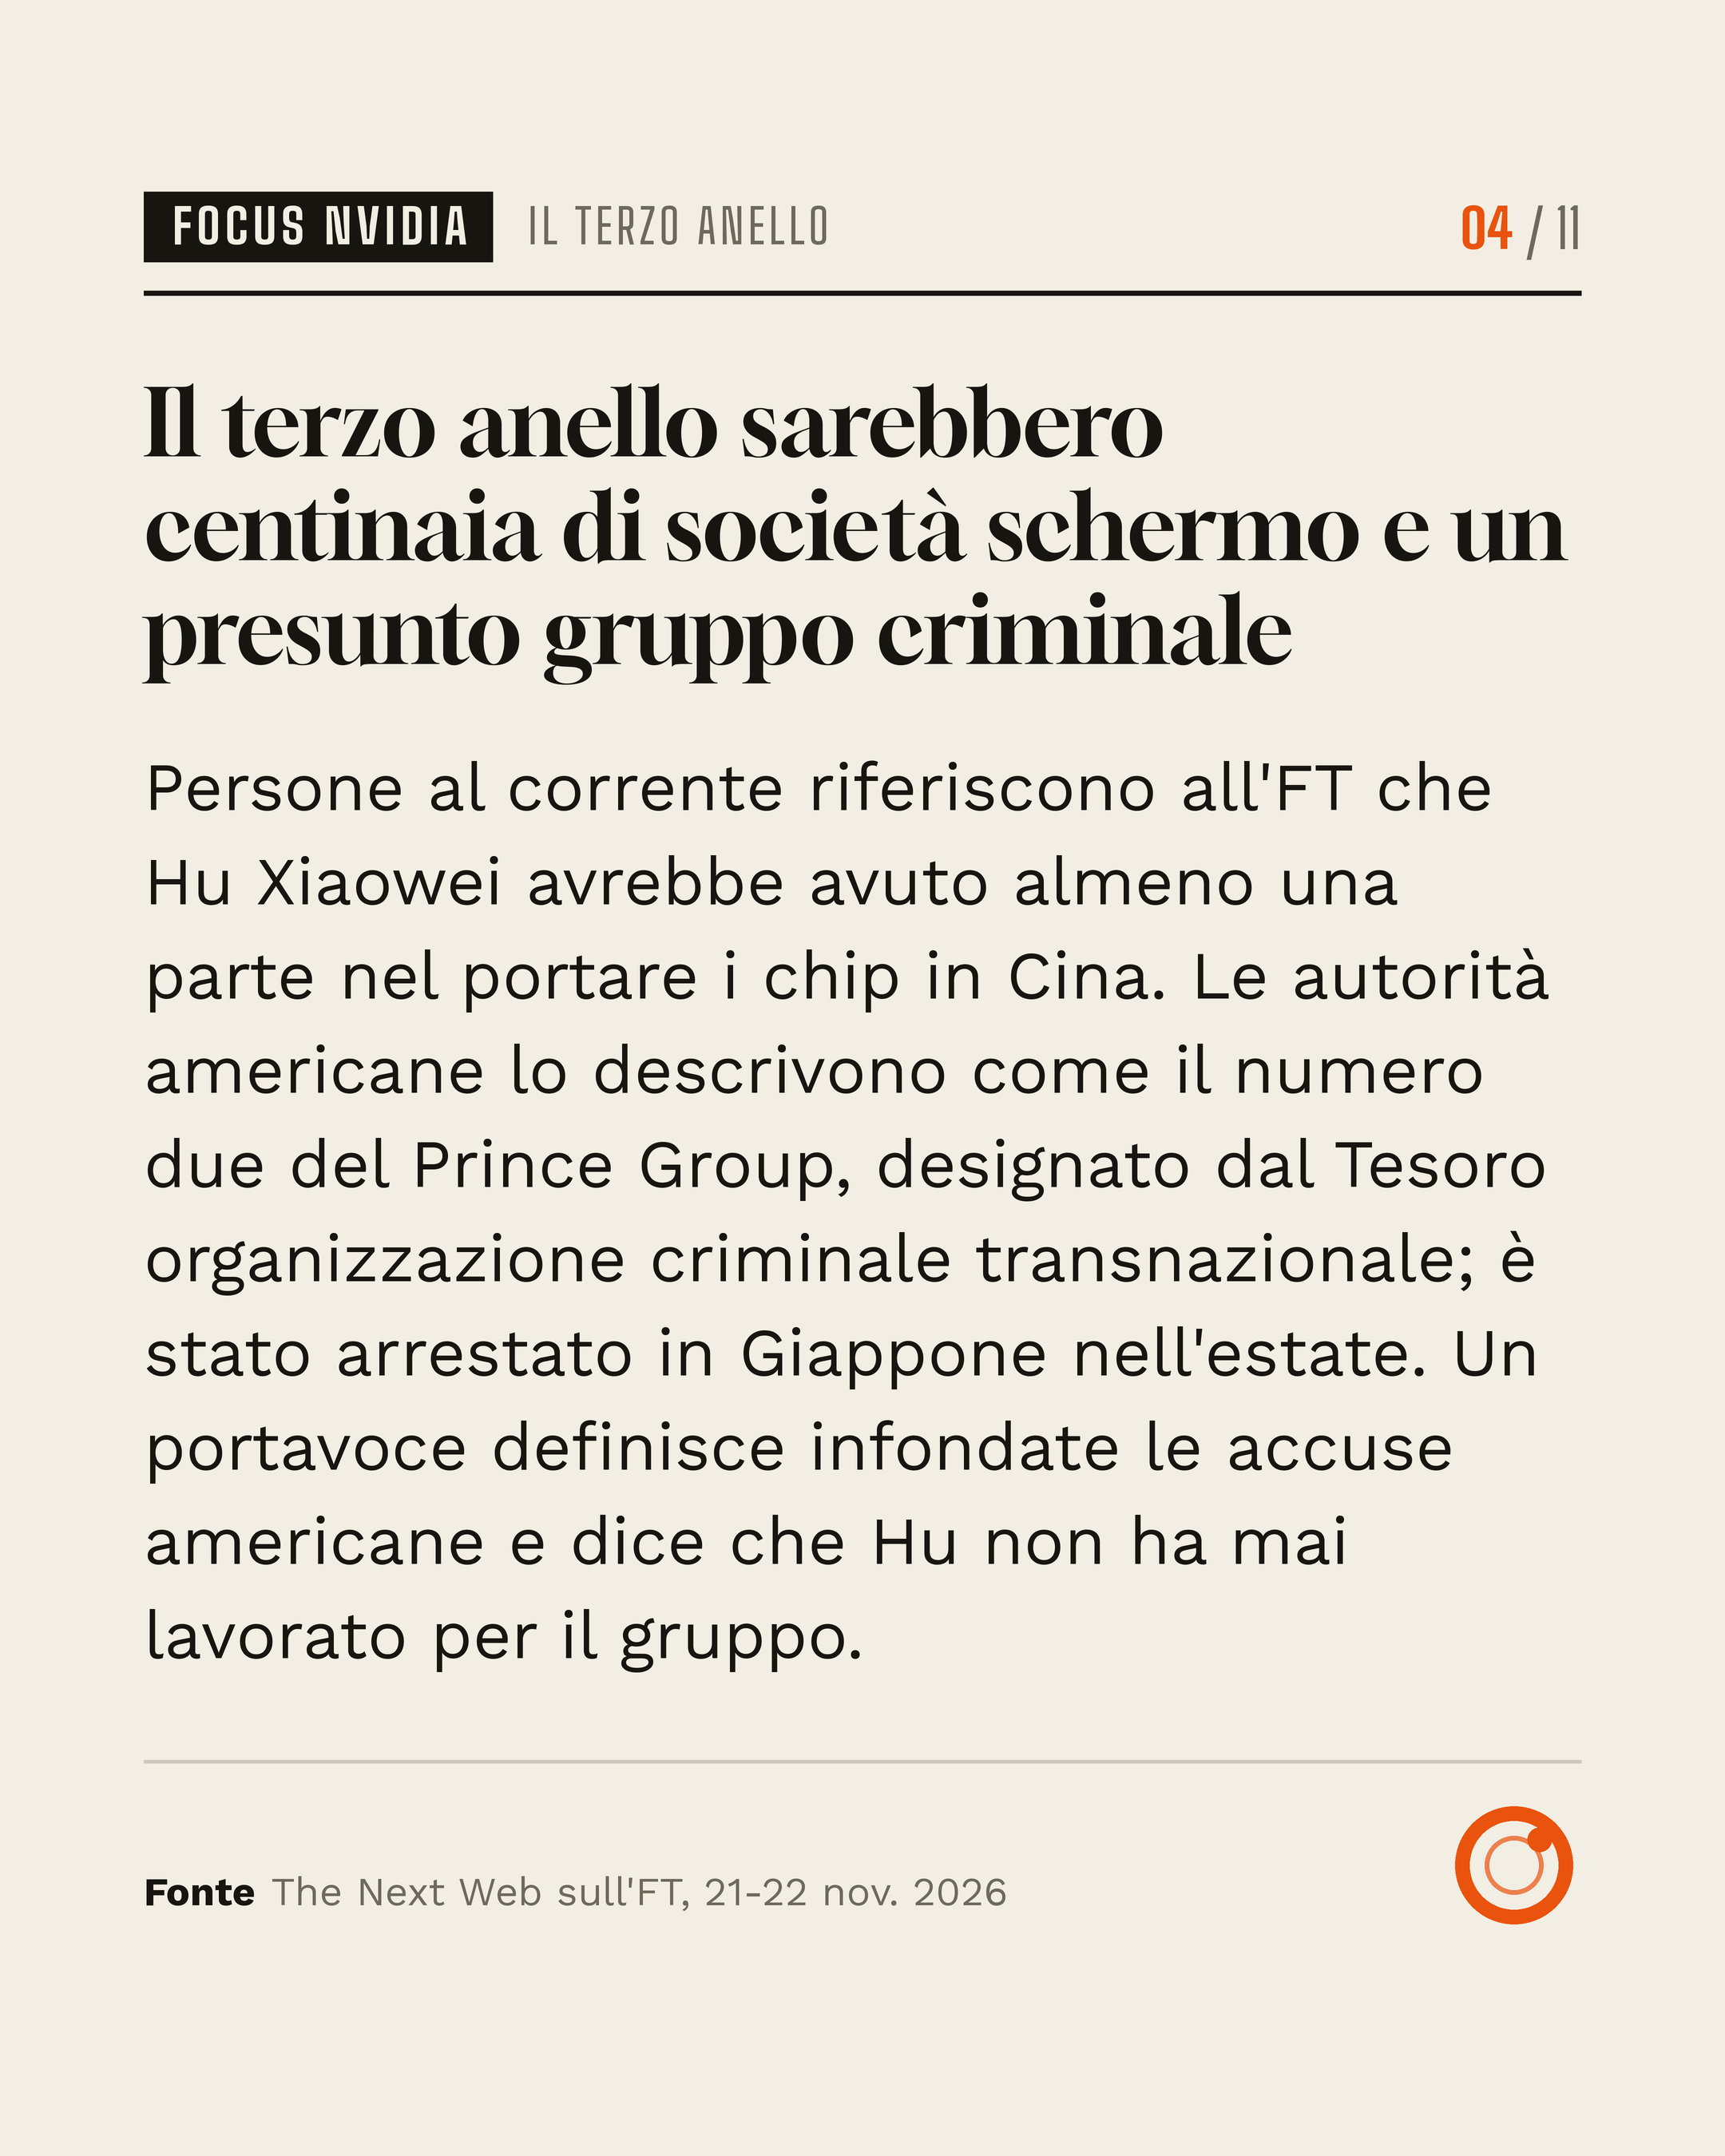 FOCUS NVIDIA IL TERZO ANELLO 04 / 11
Il terzo anello sarebbero
centinaia di società schermo e un
presunto gruppo criminale
Persone al corrente riferiscono all'FT che
Hu Xiaowei avrebbe avuto almeno una
parte nel portare i chip in Cina. Le autorità
americane lo descrivono come il numero
due del Prince Group, designato dal Tesoro
organizzazione criminale transnazionale; è
stato arrestato in Giappone nell'estate. Un
portavoce definisce infondate le accuse
americane e dice che Hu non ha mai
lavorato per il gruppo.
Fonte The Next Web sull'FT, 21-22 nov. 2026